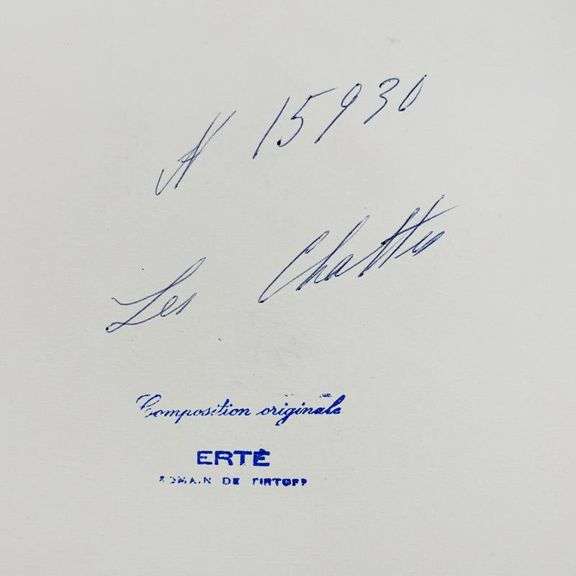 N 15930
Les Chattes
Composition originale
ERTÉ
ROMAIN DE TIRTOFF